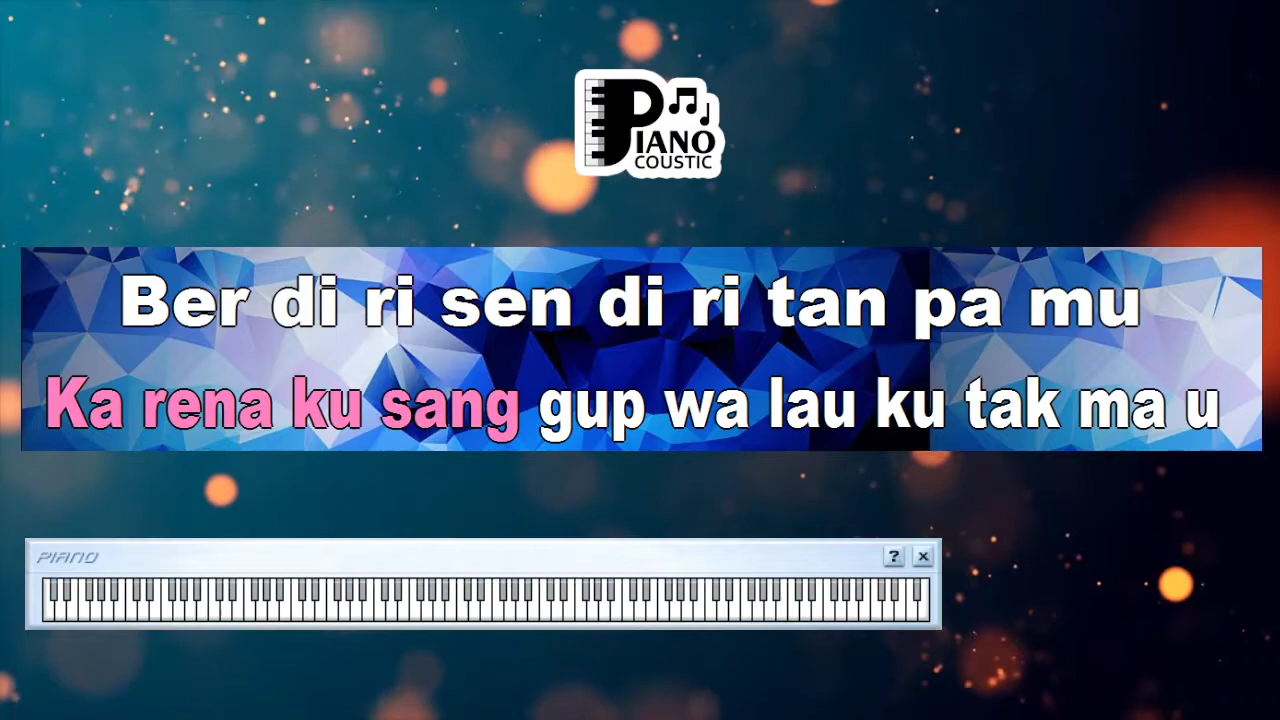 PIANO
COUSTIC
Ber di ri sen di ri tan pa mu
Ka rena ku sang gup wa lau ku tak ma u
PIANO
? ×